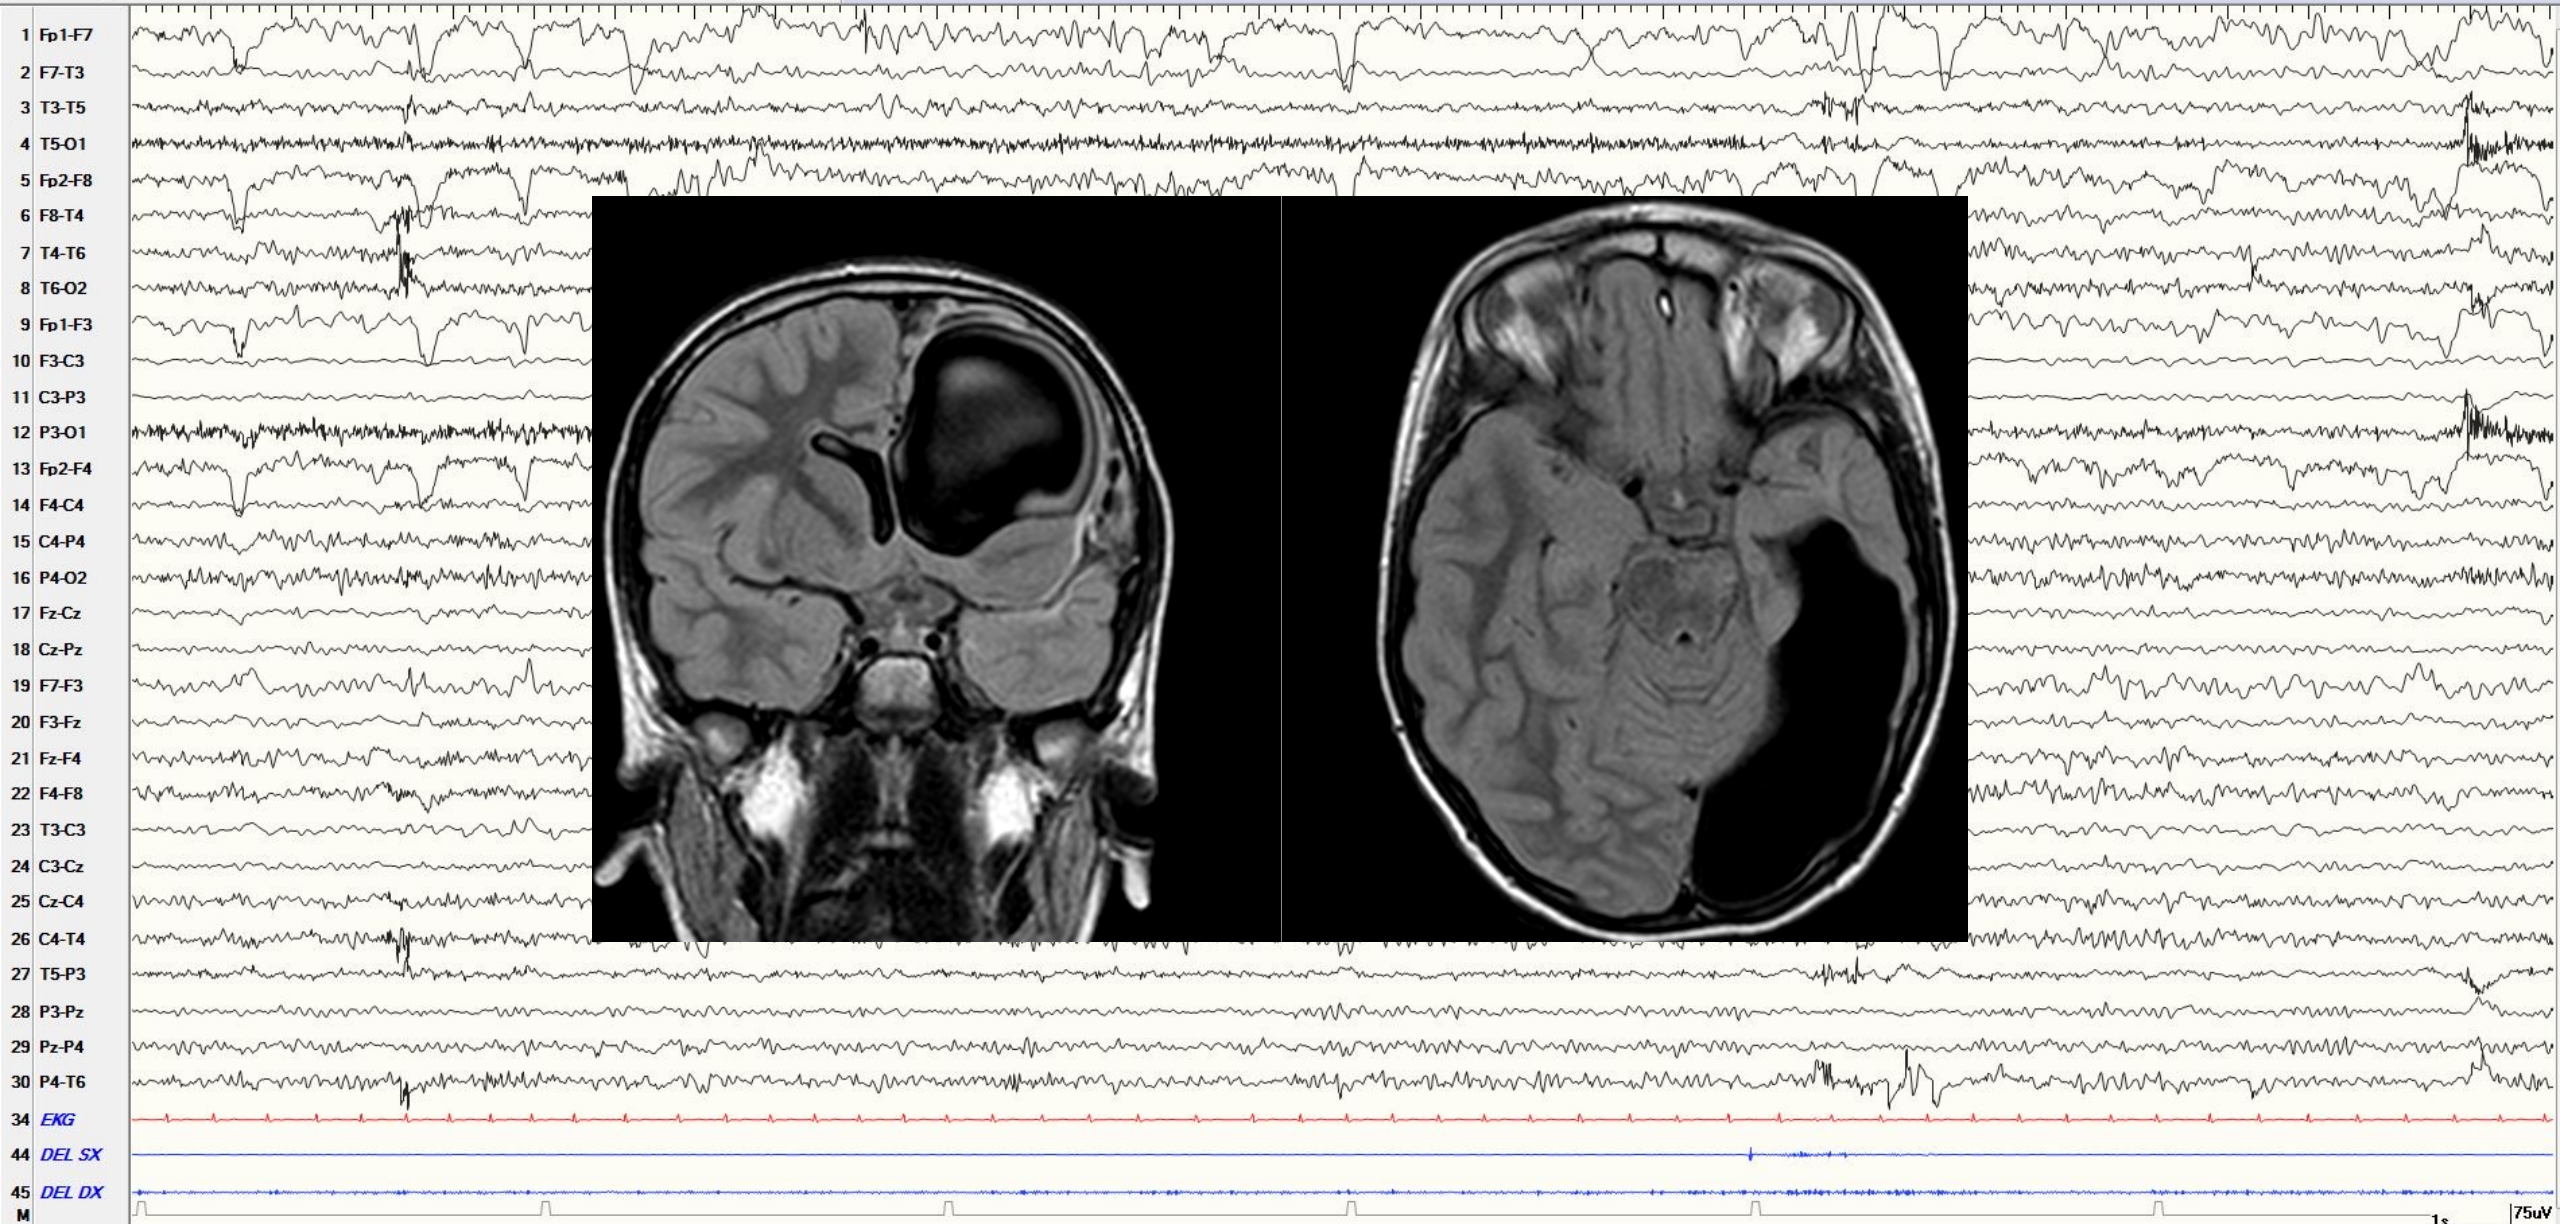 1 Fp1-F7
2 F7-T3
3 T3-T5
4 T5-O1
5 Fp2-F8
6 F8-T4
7 T4-T6
8 T6-O2
9 Fp1-F3
10 F3-C3
11 C3-P3
12 P3-O1
13 Fp2-F4
14 F4-C4
15 C4-P4
16 P4-O2
17 Fz-Cz
18 Cz-Pz
19 F7-F3
20 F3-Fz
21 Fz-F4
22 F4-F8
23 T3-C3
24 C3-Cz
25 Cz-C4
26 C4-T4
27 T5-P3
28 P3-Pz
29 Pz-P4
30 P4-T6
34 EKG
44 DEL SX
45 DEL DX
M 1s 75uV